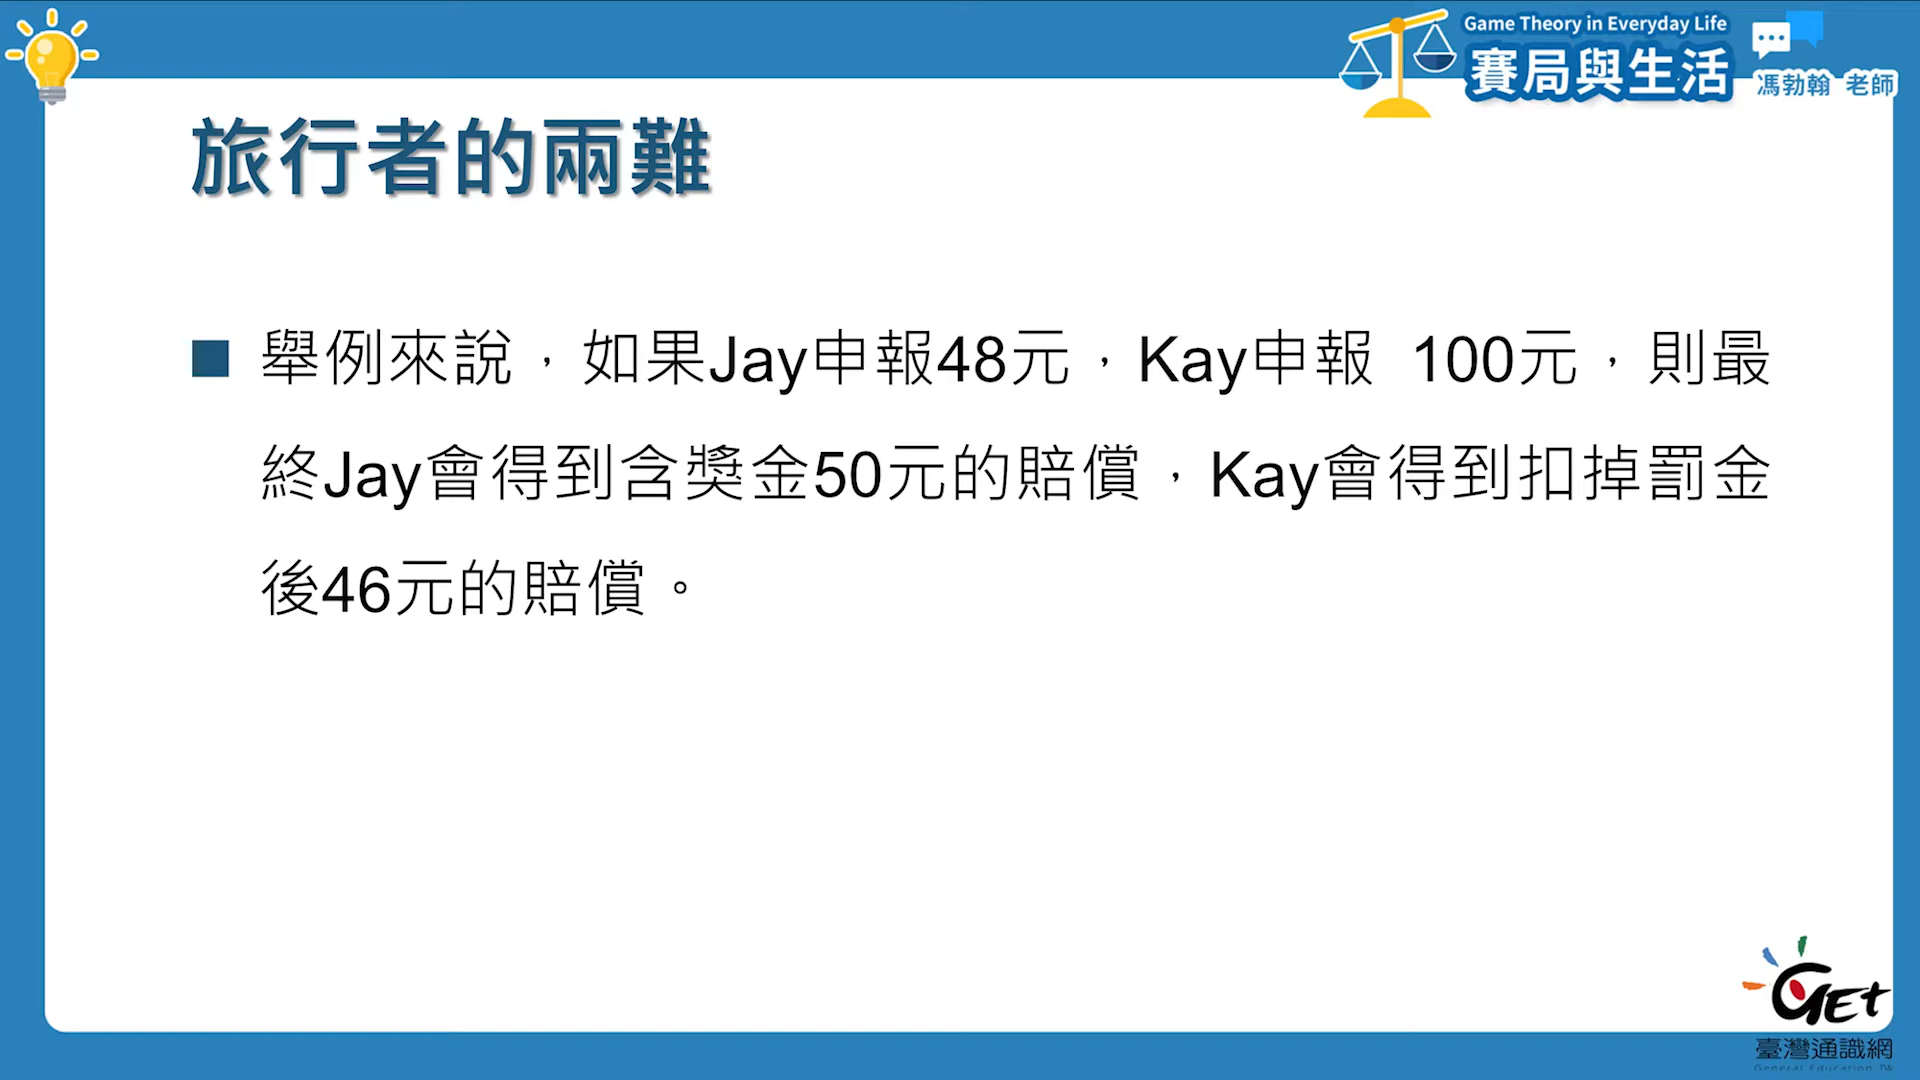 Game Theory in Everyday Life
賽局與生活
馮勃翰 老師
旅行者的兩難
舉例來說，如果Jay申報48元，Kay申報 100元，則最
終Jay會得到含獎金50元的賠償，Kay會得到扣掉罰金
後46元的賠償。
GEt
臺灣通識網
General Education TW